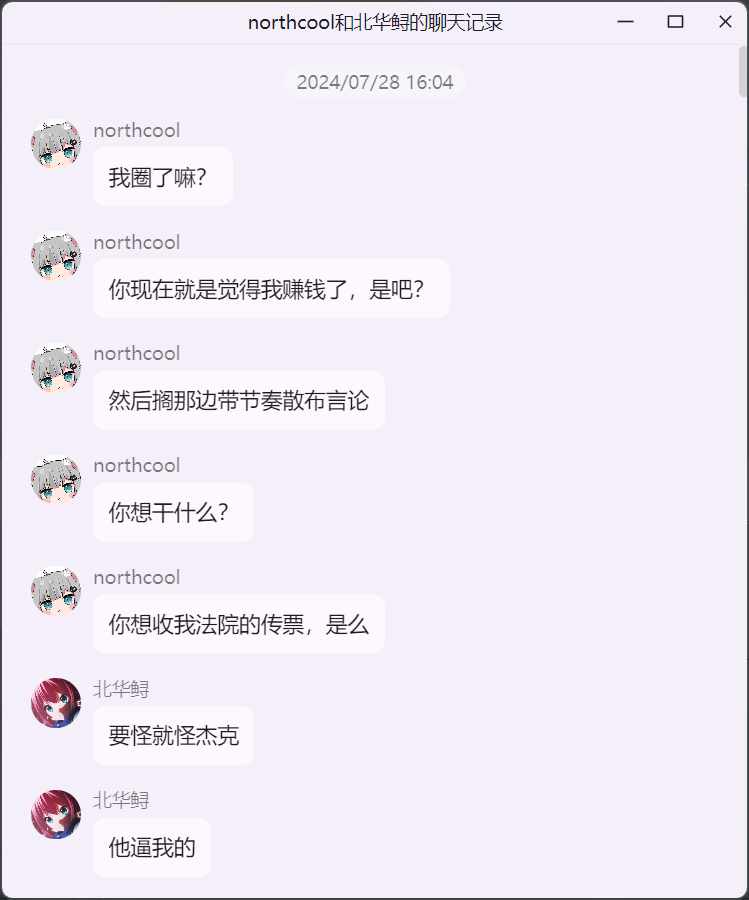 northcool和北华鲟的聊天记录
2024/07/28 16:04
northcool
我圈了嘛？
northcool
你现在就是觉得我赚钱了，是吧？
northcool
然后搁那边带节奏散布言论
northcool
你想干什么？
northcool
你想收我法院的传票，是么
北华鲟
要怪就怪杰克
北华鲟
他逼我的